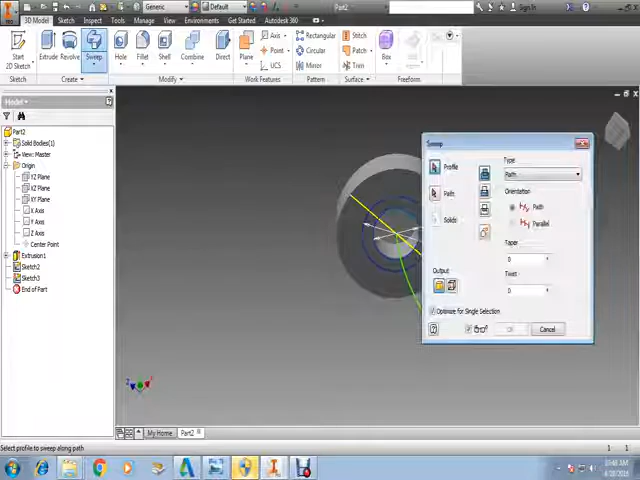 Generic
Default
Part2
Sign In
PRO
3D Model Sketch Inspect Tools Manage View Environments Get Started Autodesk 360
Start
2D Sketch
Extrude Revolve Sweep
Hole Fillet Shell
Combine
Direct
Plane
Axis
Point
UCS
Rectangular
Circular
Mirror
Stitch
Patch
Trim
Box
Sketch Create Modify Work Features Pattern Surface Freeform
Model
Part2
Solid Bodies(1)
View: Master
Origin
YZ Plane
XZ Plane
XY Plane
X Axis
Y Axis
Z Axis
Center Point
Extrusion1
Sketch2
Sketch3
End of Part
Sweep
Profile
Path
Solids
Output
Type
Path
Orientation
Path
Parallel
Taper
0
Twist
0
Optimize for Single Selection
OK Cancel
My Home Part2
Select profile to sweep along path
1 1